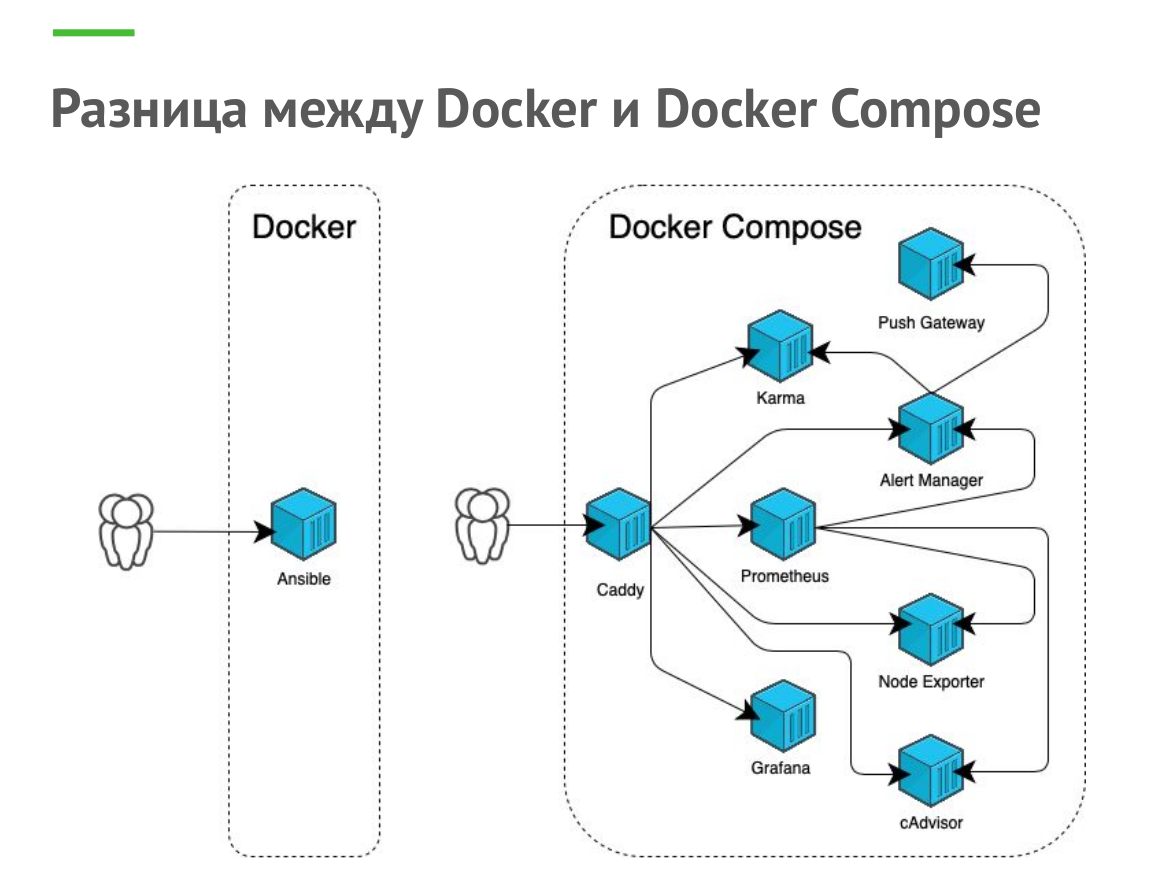 Разница между Docker и Docker Compose
Docker
Ansible
Docker Compose
Push Gateway
Karma
Alert Manager
Prometheus
Caddy
Node Exporter
Grafana
cAdvisor